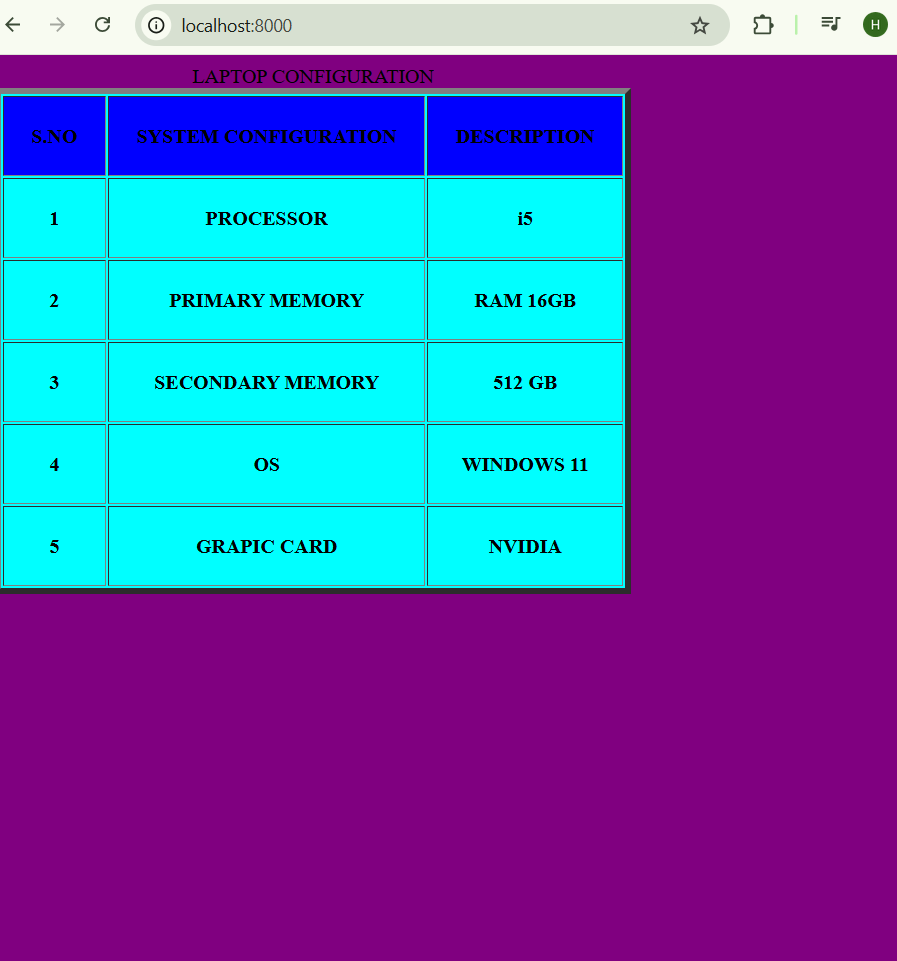 localhost:8000
H
LAPTOP CONFIGURATION
S.NO SYSTEM CONFIGURATION DESCRIPTION
1 PROCESSOR i5
2 PRIMARY MEMORY RAM 16GB
3 SECONDARY MEMORY 512 GB
4 OS WINDOWS 11
5 GRAPIC CARD NVIDIA